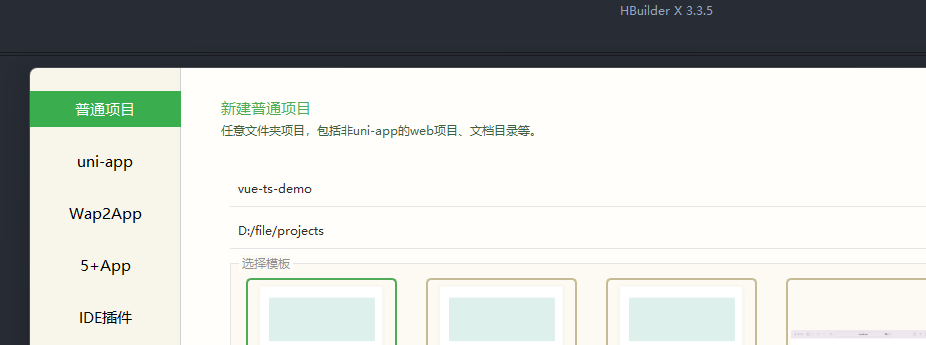 HBuilder X 3.3.5
普通项目
uni-app
Wap2App
5+App
IDE插件
新建普通项目
任意文件夹项目，包括非uni-app的web项目、文档目录等。
vue-ts-demo
D:/file/projects
选择模板